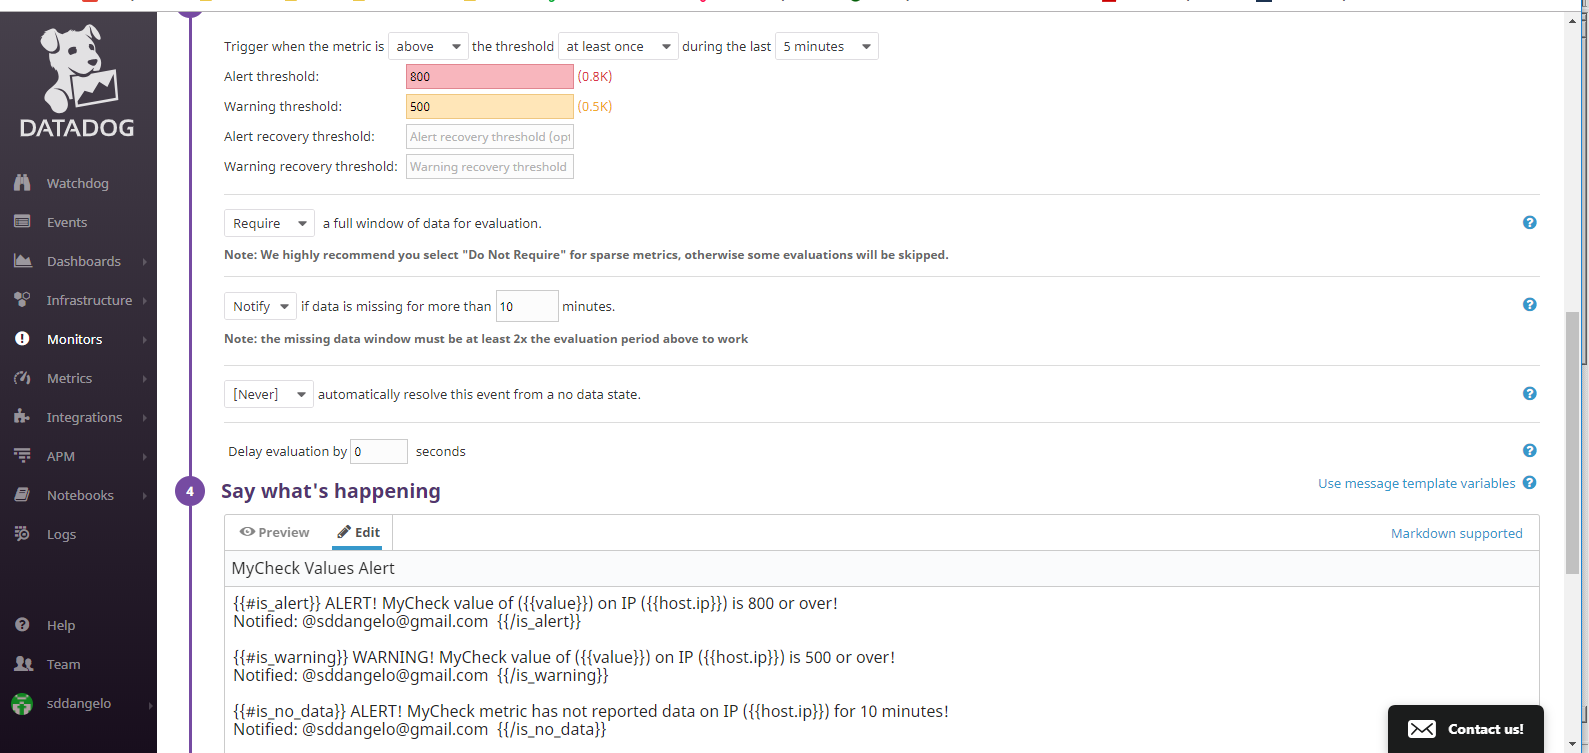 DATADOG
Watchdog
Events
Dashboards
Infrastructure
Monitors
Metrics
Integrations
APM
Notebooks
Logs
Help
Team
sddangelo
Trigger when the metric is above the threshold at least once during the last 5 minutes
Alert threshold: 800 (0.8K)
Warning threshold: 500 (0.5K)
Alert recovery threshold: Alert recovery threshold (opt
Warning recovery threshold: Warning recovery threshold
Require a full window of data for evaluation.
Note: We highly recommend you select "Do Not Require" for sparse metrics, otherwise some evaluations will be skipped.
Notify if data is missing for more than 10 minutes.
Note: the missing data window must be at least 2x the evaluation period above to work
[Never] automatically resolve this event from a no data state.
Delay evaluation by 0 seconds
4 Say what's happening Use message template variables
Preview Edit Markdown supported
MyCheck Values Alert
{{#is_alert}} ALERT! MyCheck value of ({{value}}) on IP ({{host.ip}}) is 800 or over!
Notified: @sddangelo@gmail.com {{/is_alert}}
{{#is_warning}} WARNING! MyCheck value of ({{value}}) on IP ({{host.ip}}) is 500 or over!
Notified: @sddangelo@gmail.com {{/is_warning}}
{{#is_no_data}} ALERT! MyCheck metric has not reported data on IP ({{host.ip}}) for 10 minutes!
Notified: @sddangelo@gmail.com {{/is_no_data}}
Contact us!